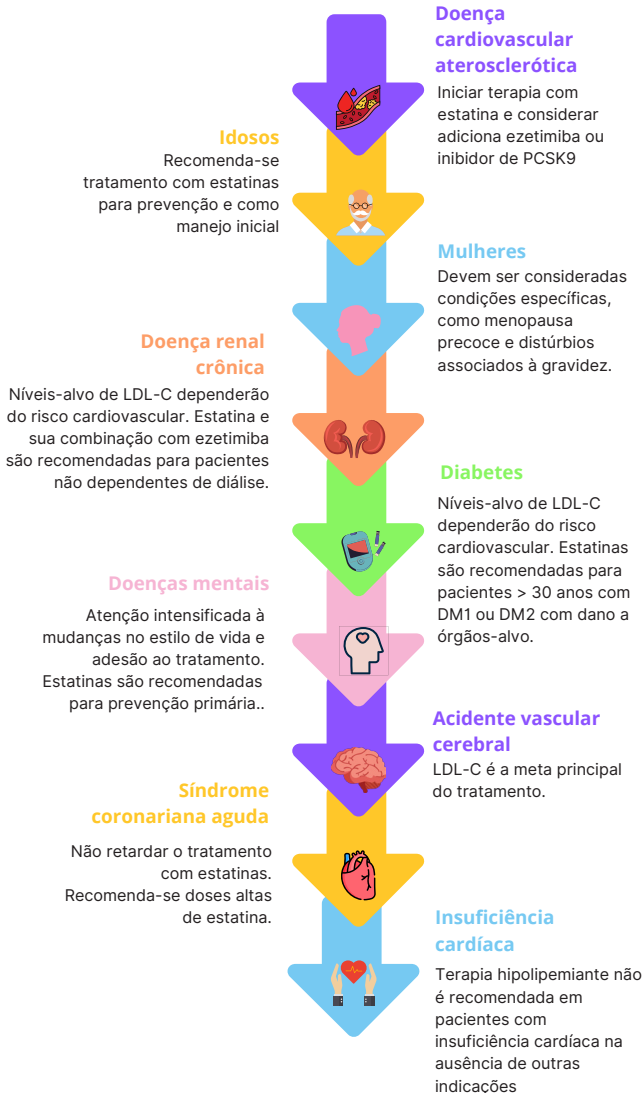 Doença
cardiovascular
aterosclerótica
Iniciar terapia com
estatina e considerar
adiciona ezetimiba ou
inibidor de PCSK9
Idosos
Recomenda-se
tratamento com estatinas
para prevenção e como
manejo inicial
Mulheres
Devem ser consideradas
condições específicas,
como menopausa
precoce e distúrbios
associados à gravidez.
Doença renal
crônica
Níveis-alvo de LDL-C dependerão
do risco cardiovascular. Estatina e
sua combinação com ezetimiba
são recomendadas para pacientes
não dependentes de diálise.
Diabetes
Níveis-alvo de LDL-C
dependerão do risco
cardiovascular. Estatinas
são recomendadas para
pacientes > 30 anos com
DM1 ou DM2 com dano a
órgãos-alvo.
Doenças mentais
Atenção intensificada à
mudanças no estilo de vida e
adesão ao tratamento.
Estatinas são recomendadas
para prevenção primária..
Acidente vascular
cerebral
LDL-C é a meta principal
do tratamento.
Síndrome
coronariana aguda
Não retardar o tratamento
com estatinas.
Recomenda-se doses altas
de estatina.
Insuficiência
cardíaca
Terapia hipolipemiante não
é recomendada em
pacientes com
insuficiência cardíaca na
ausência de outras
indicações